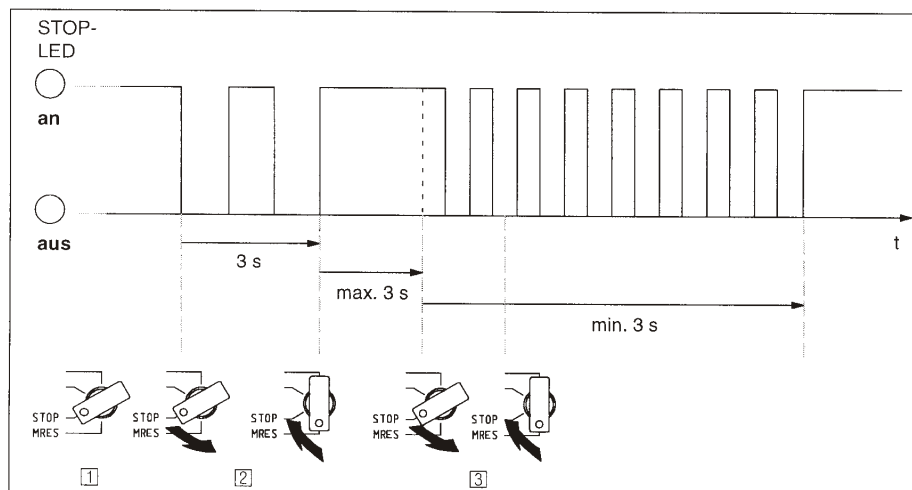 STOP-
LED
an
aus
t
3 s
max. 3 s
min. 3 s
STOP
MRES
STOP
MRES
STOP
MRES
STOP
MRES
STOP
MRES
1
2
3